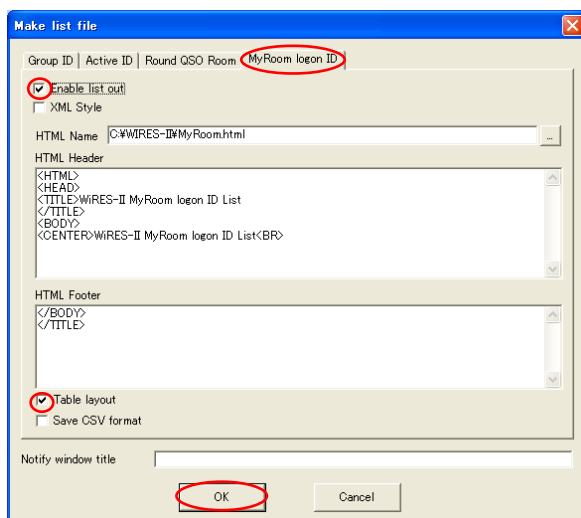 Make list file
Group ID Active ID Round QSO Room MyRoom logon ID
Enable list out
XML Style
HTML Name C:¥WIRES-II¥MyRoom.html ...
HTML Header
<HTML>
<HEAD>
<TITLE>WiRES-II MyRoom logon ID List
</TITLE>
<BODY>
<CENTER>WiRES-II MyRoom logon ID List<BR>
HTML Footer
</BODY>
</TITLE>
Table layout
Save CSV format
Notify window title
OK Cancel